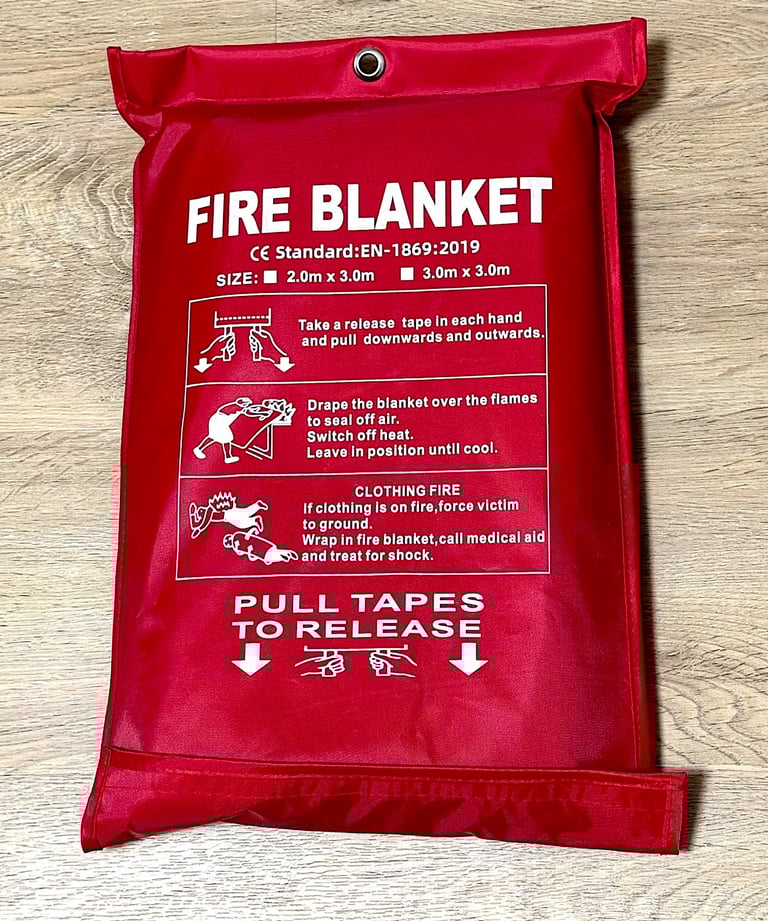 FIRE BLANKET
CE Standard:EN-1869:2019
SIZE: 2.0m x 3.0m 3.0m x 3.0m
Take a release tape in each hand
and pull downwards and outwards.
Drape the blanket over the flames
to seal off air.
Switch off heat.
Leave in position until cool.
CLOTHING FIRE
If clothing is on fire,force victim
to ground.
Wrap in fire blanket,call medical aid
and treat for shock.
PULL TAPES
TO RELEASE